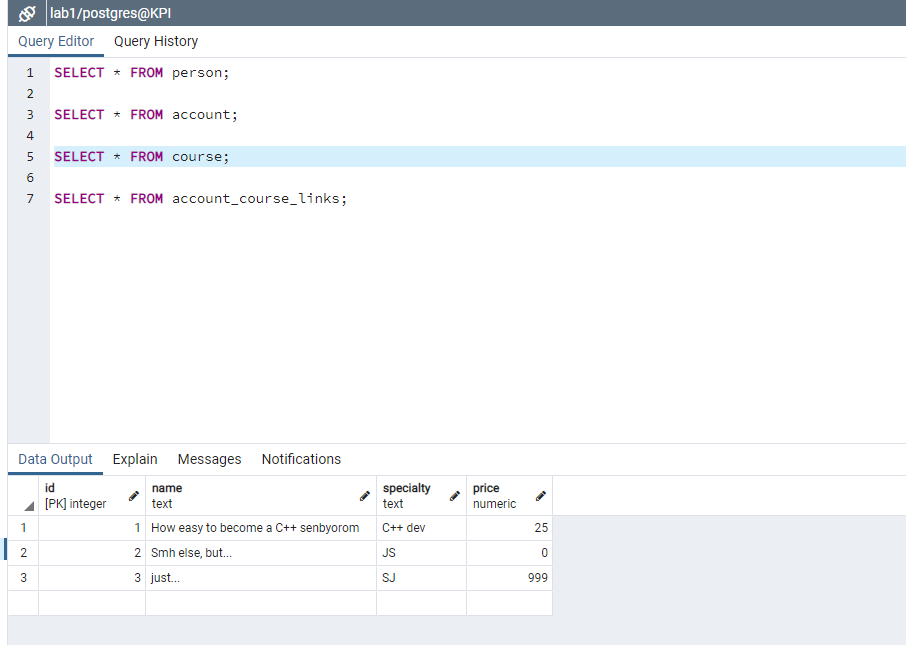 lab1/postgres@KPI
Query Editor Query History
1 SELECT * FROM person;
2
3 SELECT * FROM account;
4
5 SELECT * FROM course;
6
7 SELECT * FROM account_course_links;
Data Output Explain Messages Notifications
id name specialty price
[PK] integer text text numeric
1 1 How easy to become a C++ senbyorom C++ dev 25
2 2 Smh else, but... JS 0
3 3 just... SJ 999